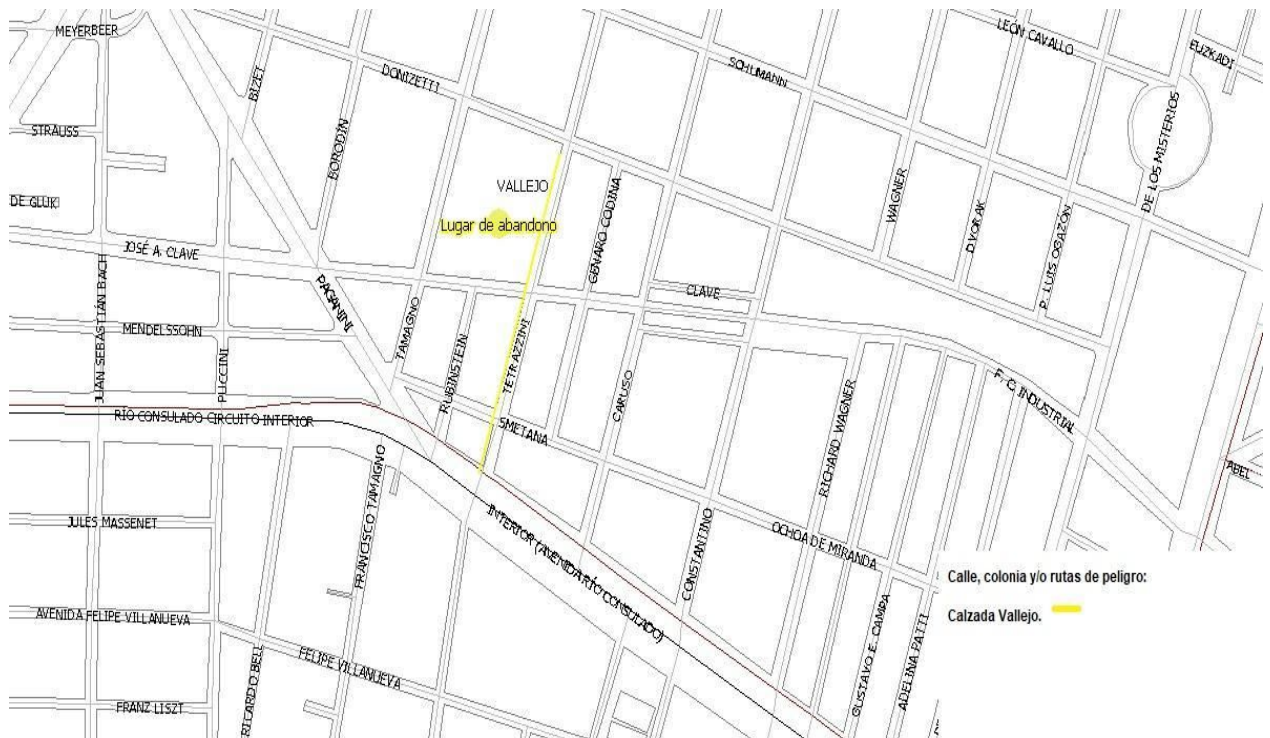 MEYERBEER
LEÓN CAVALLO
EUZKADI
BIZET
DONIZETTI
SCHUMANN
DE LOS MISTERIOS
STRAUSS
BORODÍN
VALLEJO
GENARO CODINA
WAGNER
DVORAK
P. LUIS OGAZÓN
DE GLUK
Lugar de abandono
JOSÉ A. CLAVE
PAGANINI
CLAVE
JUAN SEBASTIÁN BACH
MENDELSSOHN
PUCCINI
TAMAGNO
RUBINSTEIN
TETRAZZINI
CARUSO
F. C. INDUSTRIAL
RÍO CONSULADO CIRCUITO INTERIOR
SMETANA
RICHARD WAGNER
ABEL
FRANCISCO TAMAGNO
JULES MASSENET
INTERIOR (AVENIDA RÍO CONSULADO)
CONSTANTINO
OCHOA DE MIRANDA
Calle, colonia y/o rutas de peligro:
Calzada Vallejo.
AVENIDA FELIPE VILLANUEVA
RICARDO BELL
FELIPE VILLANUEVA
GUSTAVO E. CAMPA
ADELINA PATTI
FRANZ LISZT